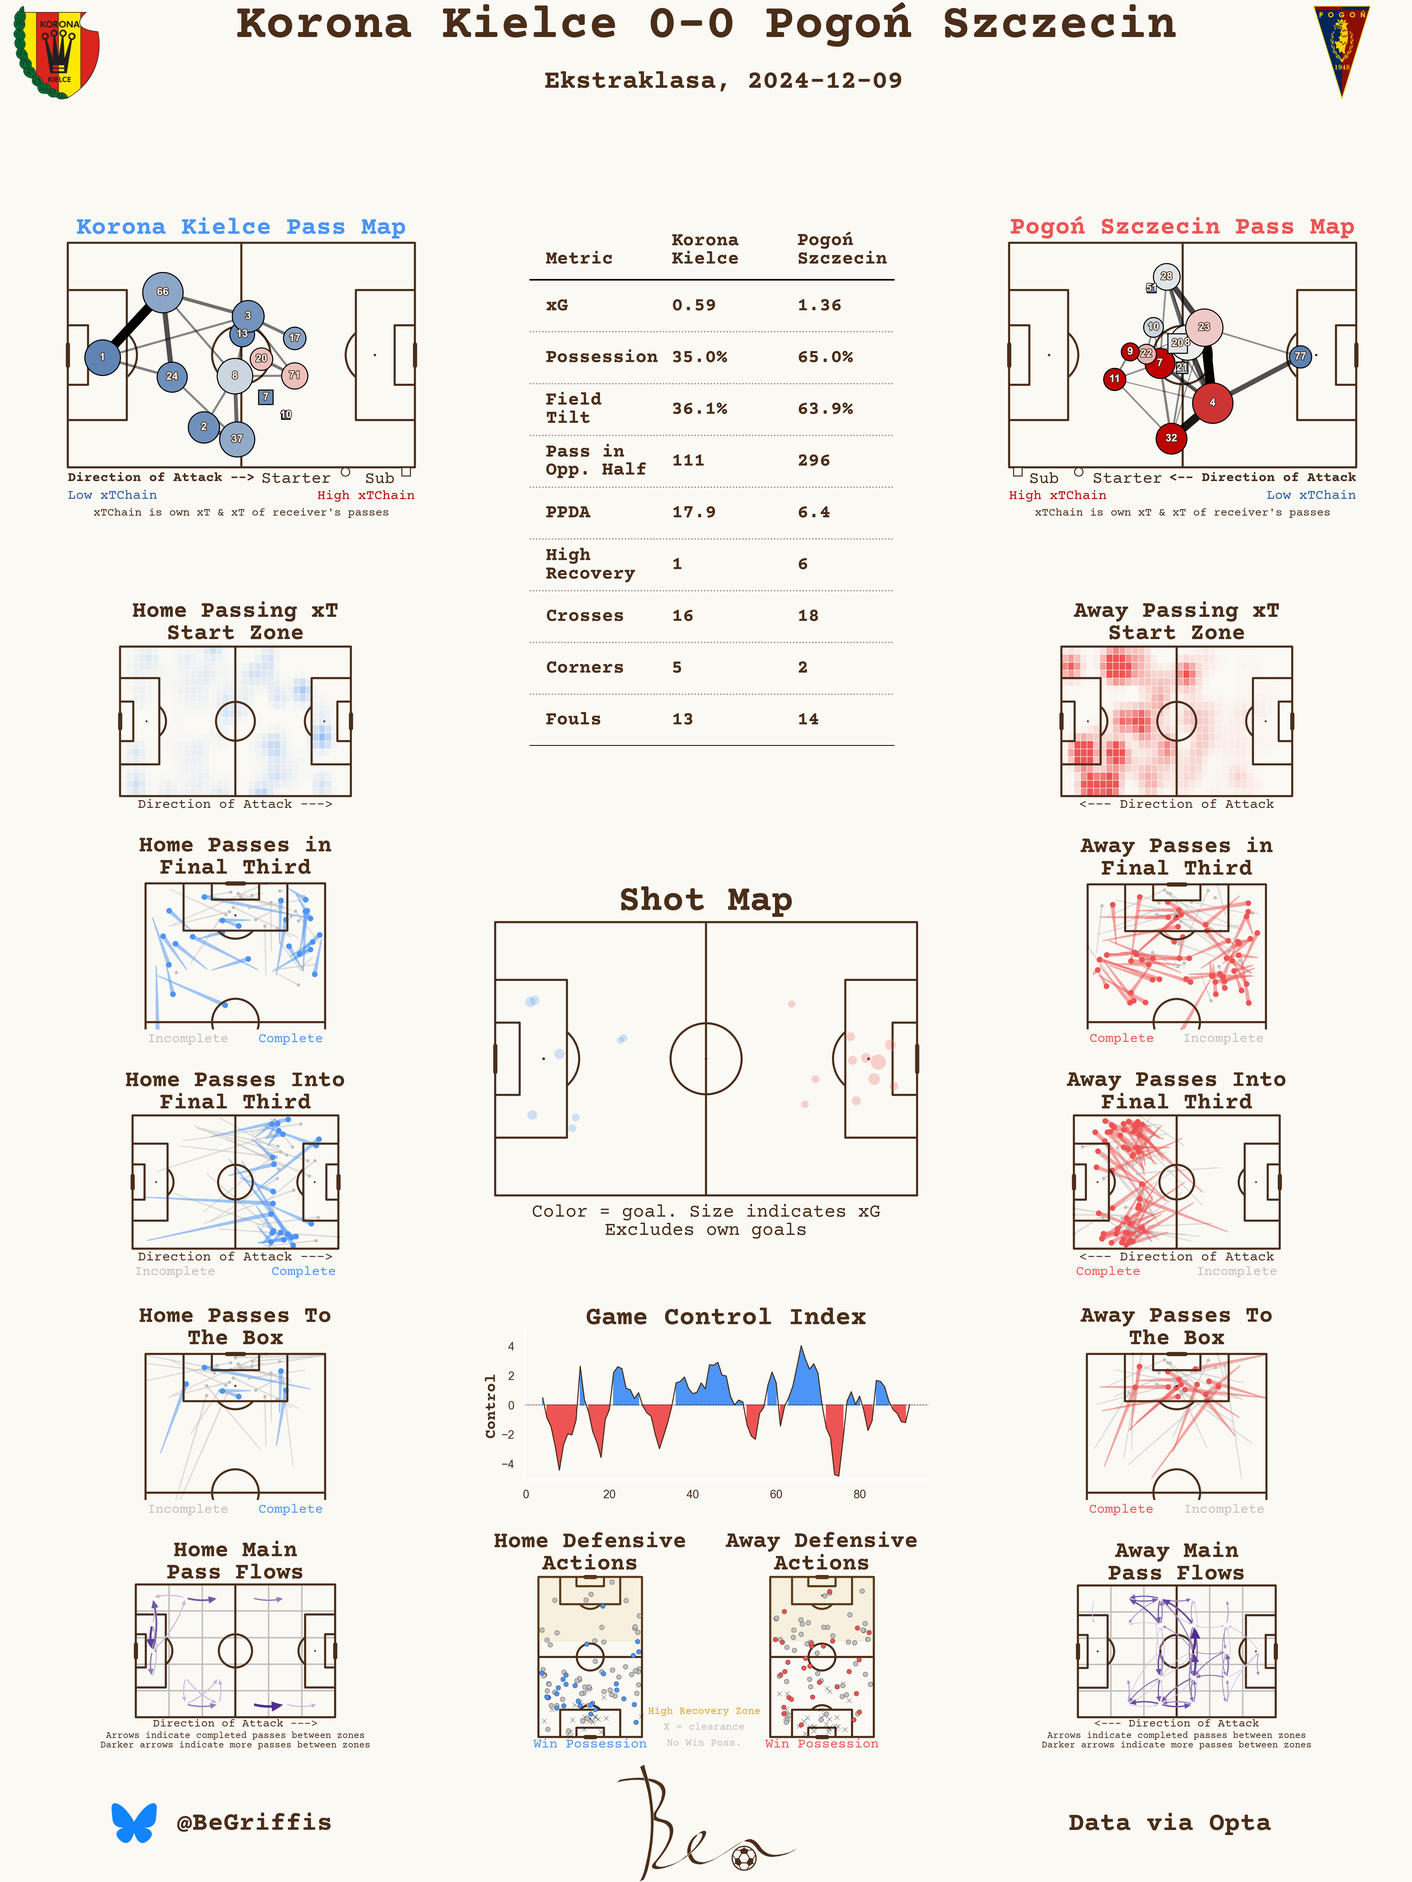 Korona Kielce 0-0 Pogoń Szczecin
Ekstraklasa, 2024-12-09
KORONA
KIELCE
POGOŃ
1948
Korona Kielce Pass Map
66
3
13
17
1
20
24
8
71
7
10
2
37
Direction of Attack --> Starter Sub
Low xTChain High xTChain
xTChain is own xT & xT of receiver's passes
Metric Korona Kielce Pogoń Szczecin
xG 0.59 1.36
Possession 35.0% 65.0%
Field Tilt 36.1% 63.9%
Pass in Opp. Half 111 296
PPDA 17.9 6.4
High Recovery 1 6
Crosses 16 18
Corners 5 2
Fouls 13 14
Pogoń Szczecin Pass Map
28
51
10
23
20
8
9
22
7
21
77
11
4
32
Sub Starter <-- Direction of Attack
High xTChain Low xTChain
xTChain is own xT & xT of receiver's passes
Home Passing xT
Start Zone
Direction of Attack --->
Away Passing xT
Start Zone
<--- Direction of Attack
Home Passes in
Final Third
Incomplete Complete
Away Passes in
Final Third
Complete Incomplete
Shot Map
Color = goal. Size indicates xG
Excludes own goals
Home Passes Into
Final Third
Direction of Attack --->
Incomplete Complete
Away Passes Into
Final Third
<--- Direction of Attack
Complete Incomplete
Home Passes To
The Box
Incomplete Complete
Game Control Index
Control
4
2
0
−2
−4
0 20 40 60 80
Away Passes To
The Box
Complete Incomplete
Home Main
Pass Flows
Direction of Attack --->
Arrows indicate completed passes between zones
Darker arrows indicate more passes between zones
Home Defensive
Actions
Win Possession
High Recovery Zone
X = clearance
No Win Poss.
Away Defensive
Actions
Win Possession
Away Main
Pass Flows
<--- Direction of Attack
Arrows indicate completed passes between zones
Darker arrows indicate more passes between zones
@BeGriffis
Ben
Data via Opta